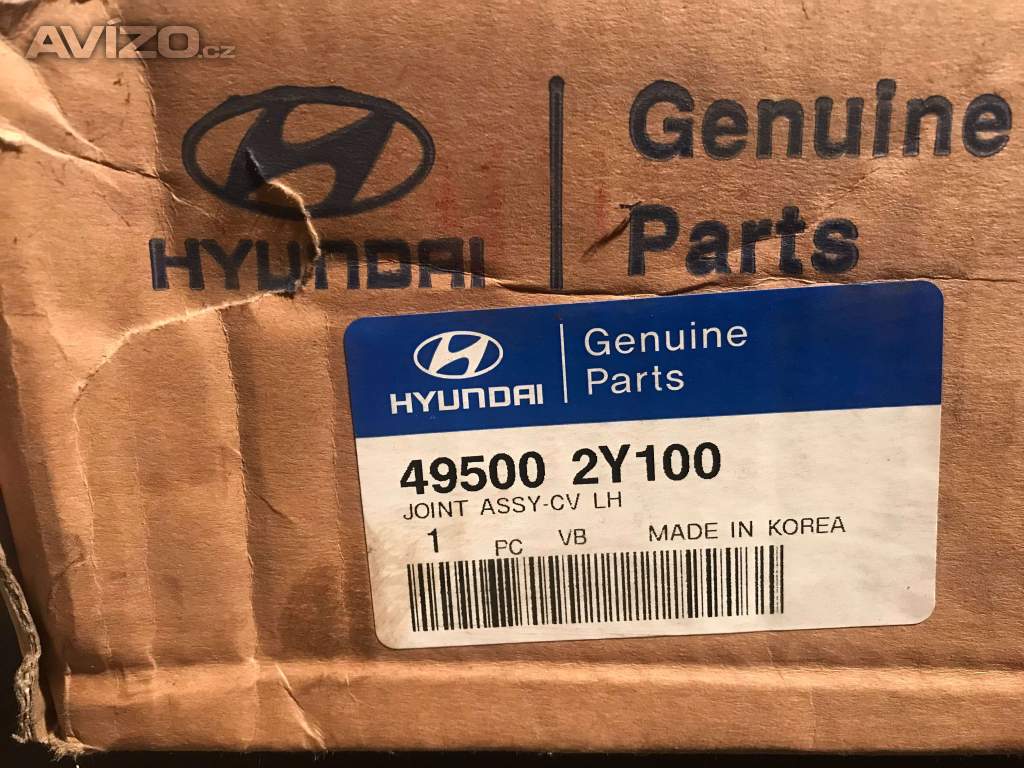 AVÍZO.cz
Genuine
Parts
HYUNDAI
Genuine
Parts
HYUNDAI
49500 2Y100
JOINT ASSY-CV LH
1 PC VB MADE IN KOREA